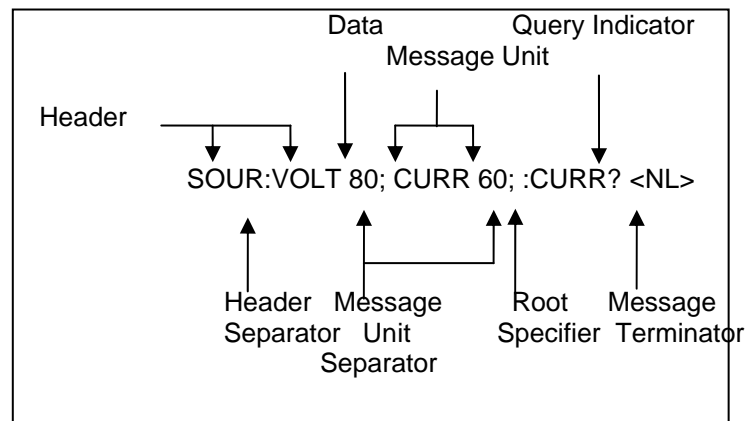 Data Query Indicator
Message Unit
Header
SOUR:VOLT 80; CURR 60; :CURR? <NL>
Header Message Root Message
Separator Unit Specifier Terminator
Separator